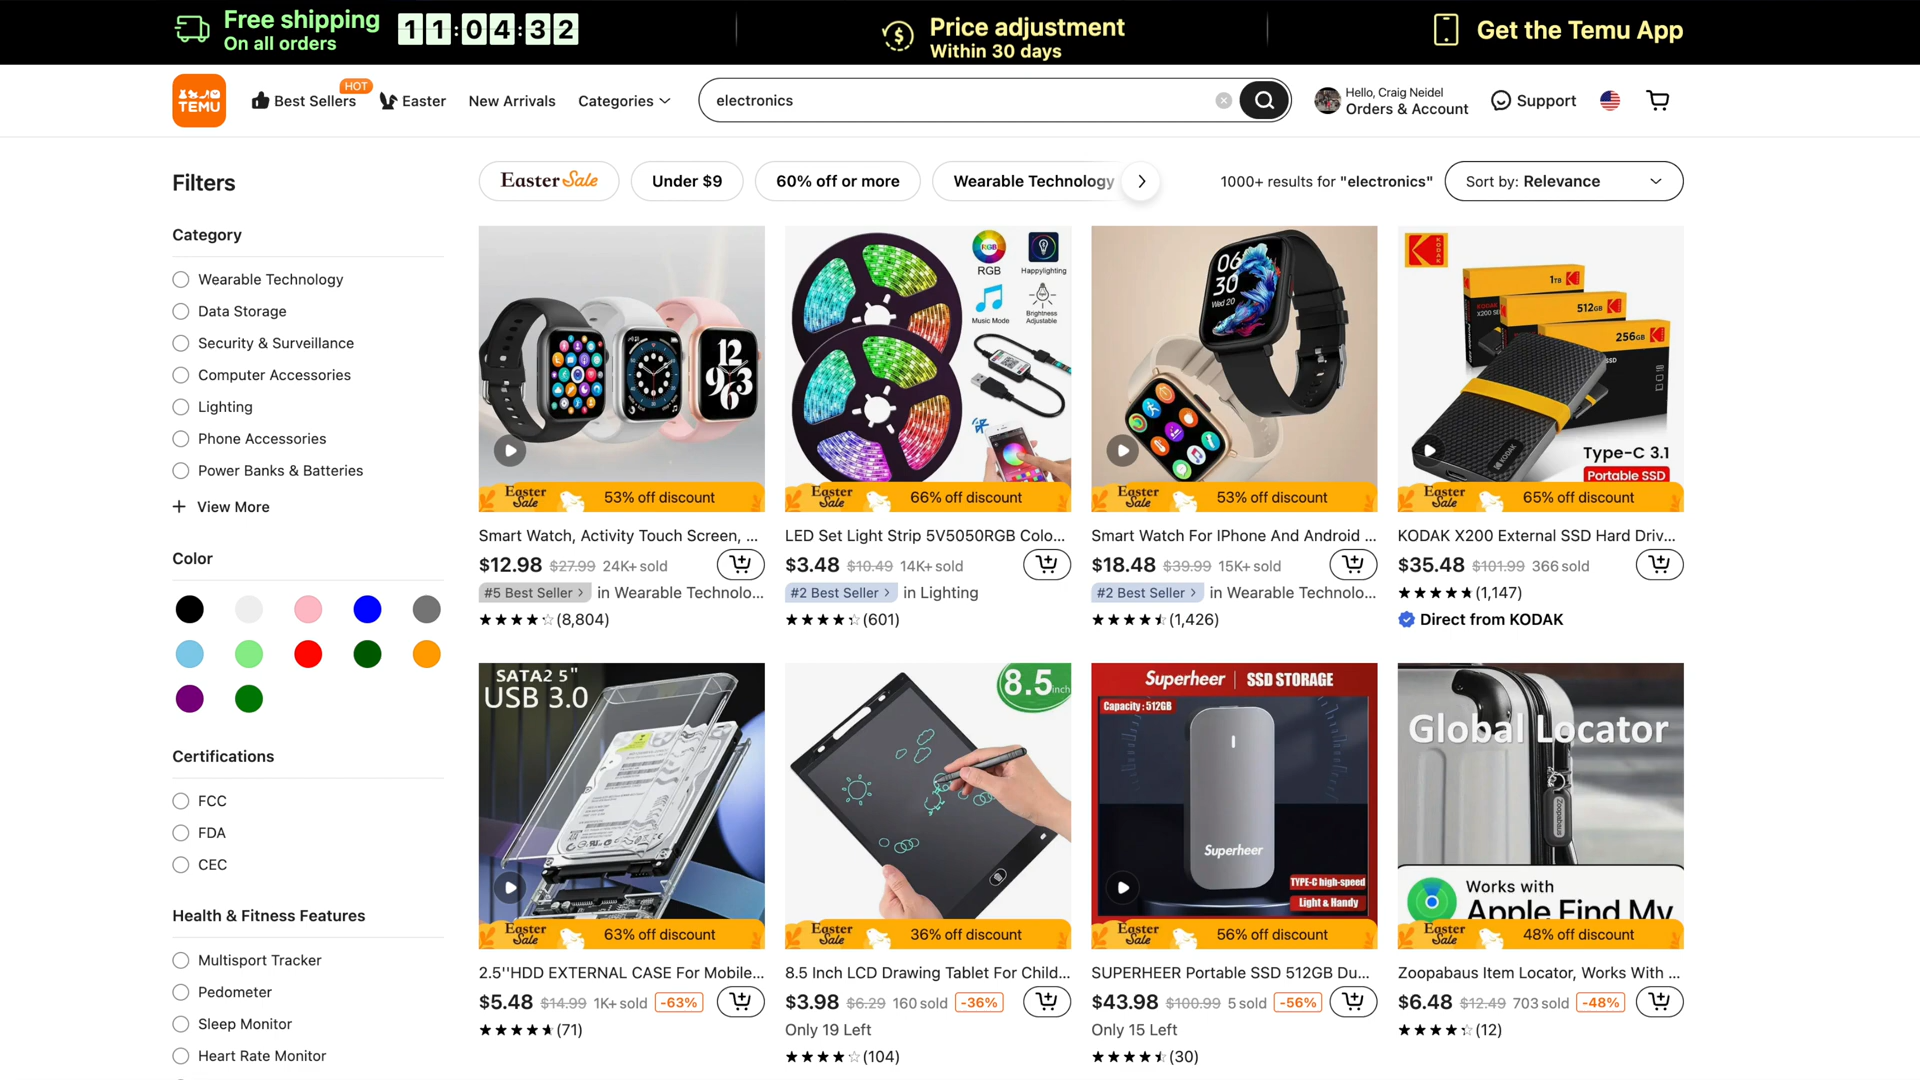 Free shipping
On all orders
11:04:32
Price adjustment
Within 30 days
Get the Temu App
TEMU
Best Sellers
HOT
Easter
New Arrivals
Categories
electronics
Hello, Craig Neidel
Orders & Account
Support
Filters
Easter Sale
Under $9
60% off or more
Wearable Technology
1000+ results for "electronics"
Sort by: Relevance
Category
Wearable Technology
Data Storage
Security & Surveillance
Computer Accessories
Lighting
Phone Accessories
Power Banks & Batteries
View More
Color
Certifications
FCC
FDA
CEC
Health & Fitness Features
Multisport Tracker
Pedometer
Sleep Monitor
Heart Rate Monitor
12
9 3
6
Easter Sale
53% off discount
Smart Watch, Activity Touch Screen, ...
$12.98 $27.99 24K+ sold
#5 Best Seller > in Wearable Technolo...
(8,804)
RGB
RGB
Happylighting
Music Mode
Brightness
Adjustable
Easter Sale
66% off discount
LED Set Light Strip 5V5050RGB Colo...
$3.48 $10.49 14K+ sold
#2 Best Seller > in Lighting
(601)
06
30
Wed 20
Easter Sale
53% off discount
Smart Watch For IPhone And Android ...
$18.48 $39.99 15K+ sold
#2 Best Seller > in Wearable Technolo...
(1,426)
KODAK
1TB
512GB
256GB
SSD
KODAK
Type-C 3.1
Portable SSD
Easter Sale
65% off discount
KODAK X200 External SSD Hard Driv...
$35.48 $101.99 366 sold
(1,147)
Direct from KODAK
SATA2 5"
USB 3.0
Easter Sale
63% off discount
2.5''HDD EXTERNAL CASE For Mobile...
$5.48 $14.99 1K+ sold -63%
(71)
8.5 inch
Easter Sale
36% off discount
8.5 Inch LCD Drawing Tablet For Child...
$3.98 $6.29 160 sold -36%
Only 19 Left
(104)
Superheer | SSD STORAGE
Capacity : 512GB
Superheer
TYPE-C high-speed
Light & Handy
Easter Sale
56% off discount
SUPERHEER Portable SSD 512GB Du...
$43.98 $100.99 5 sold -56%
Only 15 Left
(30)
Global Locator
Zoopabaus
Works with
Apple Find My
Easter Sale
48% off discount
Zoopabaus Item Locator, Works With ...
$6.48 $12.49 703 sold -48%
(12)